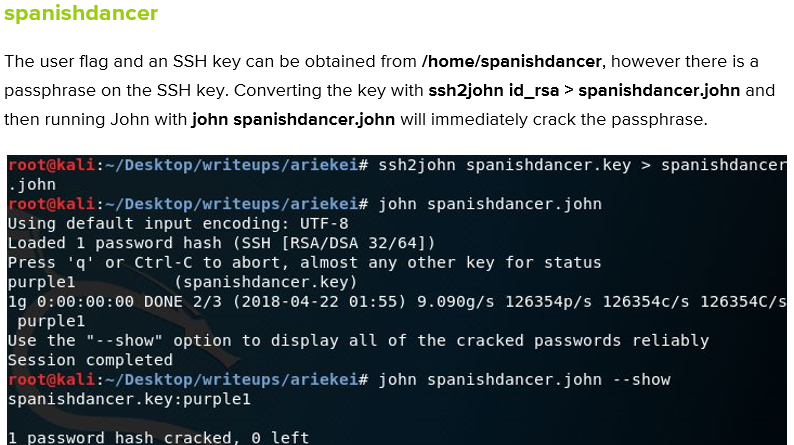 spanishdancer
The user flag and an SSH key can be obtained from /home/spanishdancer, however there is a
passphrase on the SSH key. Converting the key with ssh2john id_rsa > spanishdancer.john and
then running John with john spanishdancer.john will immediately crack the passphrase.
root@kali:~/Desktop/writeups/ariekei# ssh2john spanishdancer.key > spanishdancer
.john
root@kali:~/Desktop/writeups/ariekei# john spanishdancer.john
Using default input encoding: UTF-8
Loaded 1 password hash (SSH [RSA/DSA 32/64])
Press 'q' or Ctrl-C to abort, almost any other key for status
purple1          (spanishdancer.key)
1g 0:00:00:00 DONE 2/3 (2018-04-22 01:55) 9.090g/s 126354p/s 126354c/s 126354C/s
 purple1
Use the "--show" option to display all of the cracked passwords reliably
Session completed
root@kali:~/Desktop/writeups/ariekei# john spanishdancer.john --show
spanishdancer.key:purple1
1 password hash cracked, 0 left